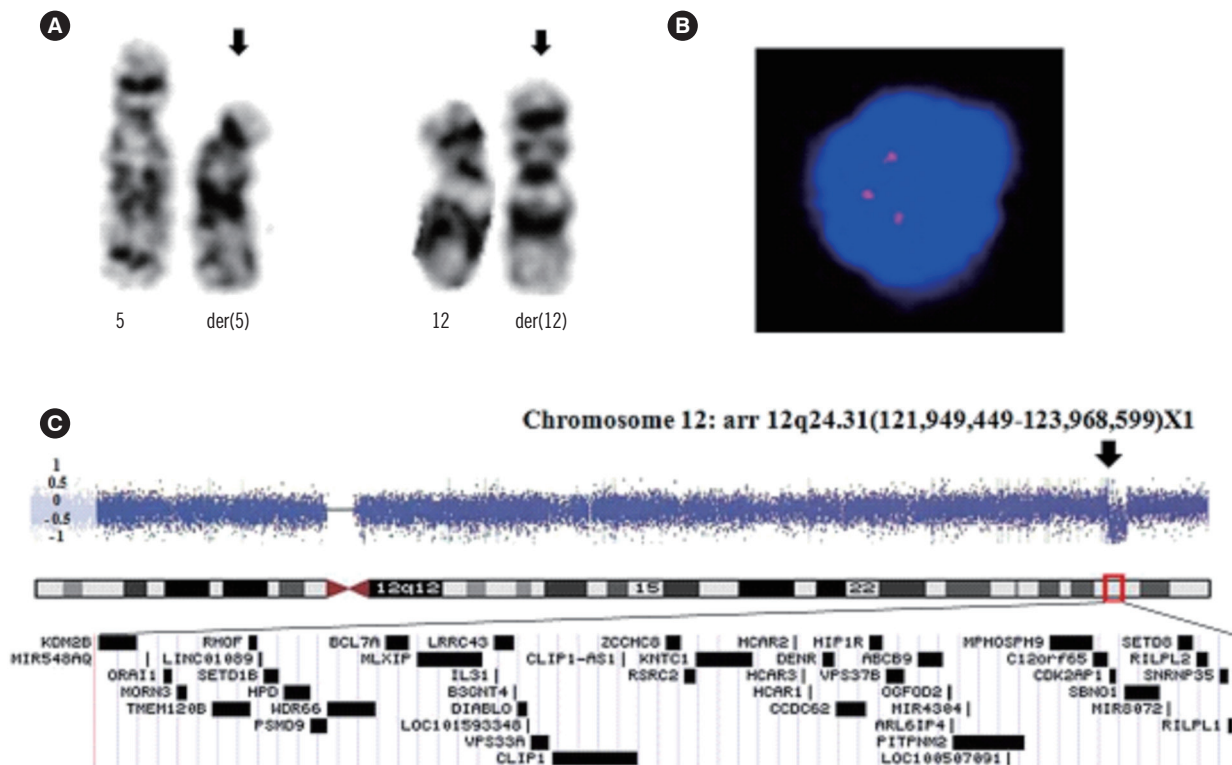 A
B
5
der(5)
12
der(12)
C
Chromosome 12: arr 12q24.31(121,949,449-123,968,599)X1
1
0.5
0
-0.5
-1
12q12
15
22
KDM2B RHOF BCL7A LRRC43 ZCCHC8 HCAR2 HIP1R MPHOSPH9 SETD8
MIR548AQ LINC01089 MLXIP CLIP1-AS1 KNTC1 DENR ABCB9 C12orf65 RILPL2
ORAI1 SETD1B IL31 RSRC2 HCAR3 VPS37B CDK2AP1 SNRNP35
MORN3 HPD B3GNT4 HCAR1 OGFOD2 SBNO1
TMEM120B WDR66 DIABLO CCDC62 MIR4304 MIR8072
PSMD9 LOC101593348 ARL6IP4 RILPL1
VPS33A PITPNM2
CLIP1 LOC100507091